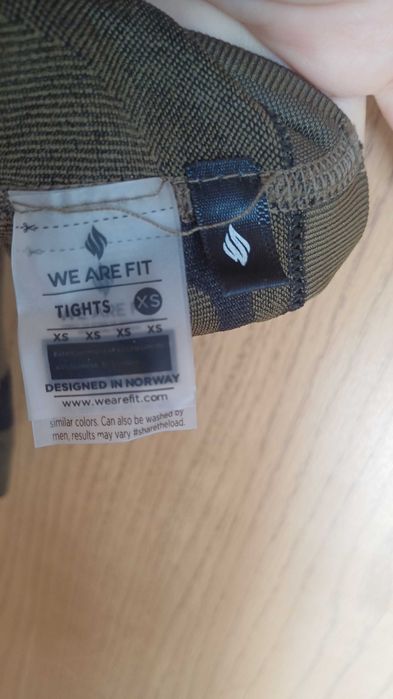 WE ARE FIT
TIGHTS XS
XS XS XS XS
DESIGNED IN NORWAY
www.wearefit.com
similar colors. Can also be washed by
men, results may vary #sharetheload.